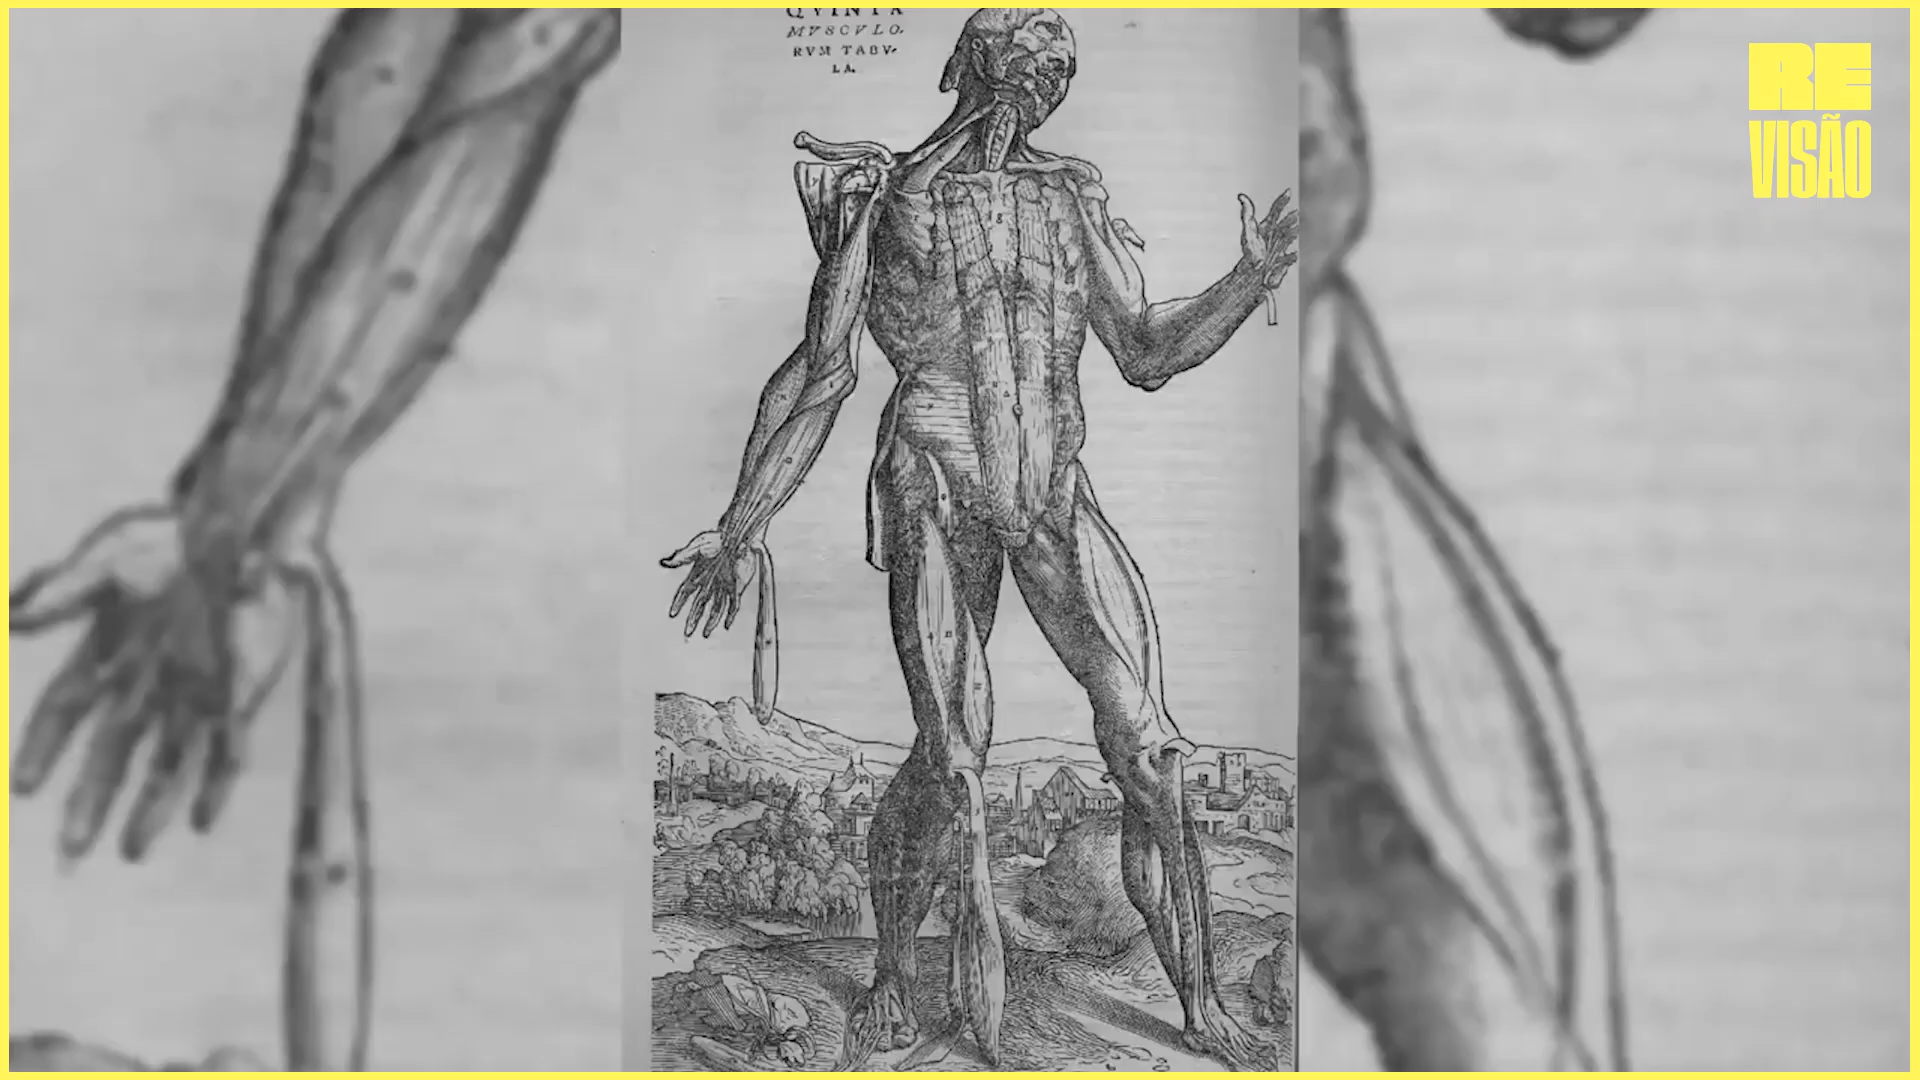 QVINTA
MVSCVLO,
RVM TABV-
LA.
RE
VISÃO